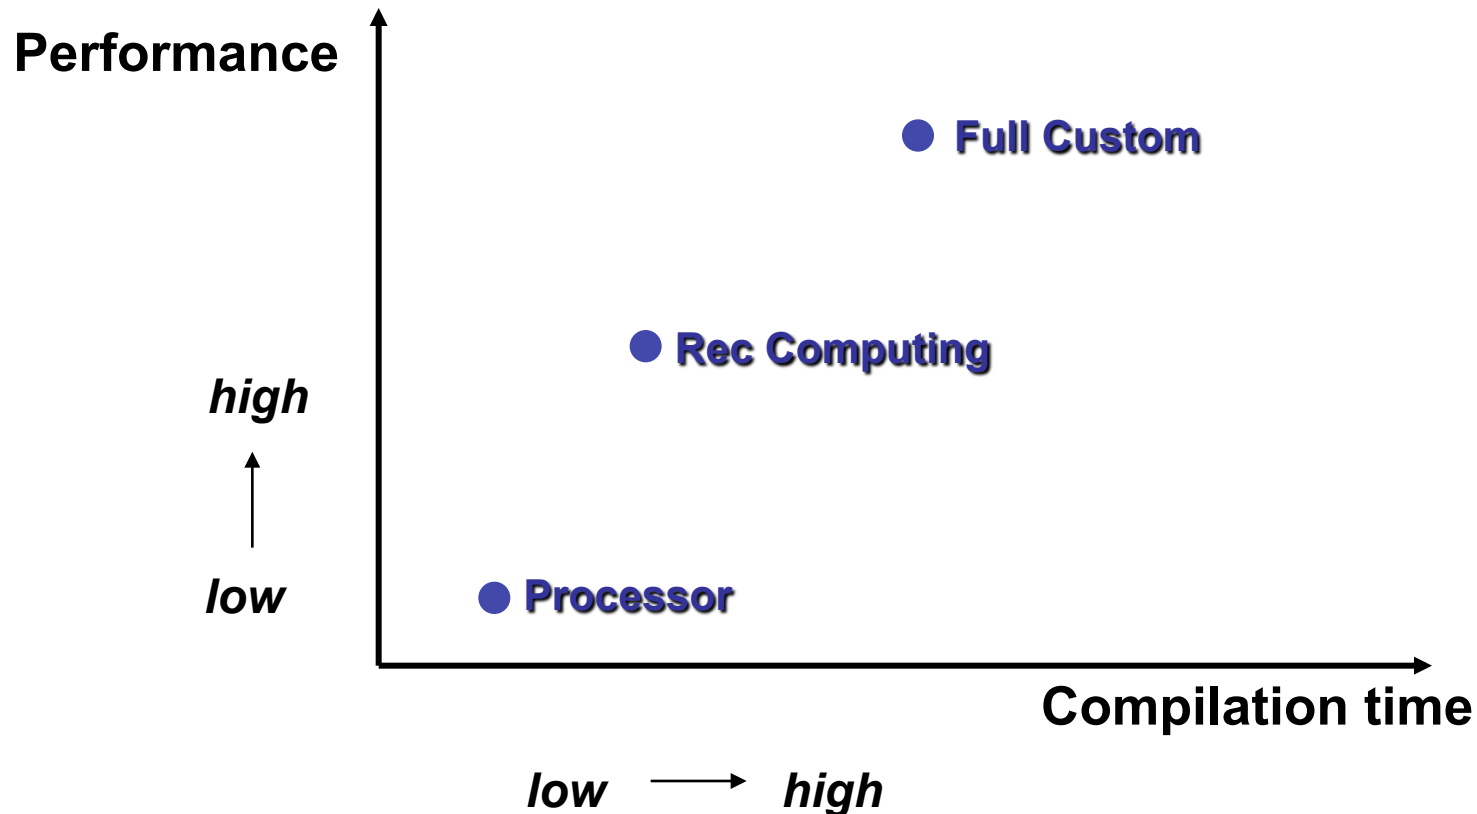 Performance
Full Custom
Rec Computing
high
low
Processor
Compilation time
low high